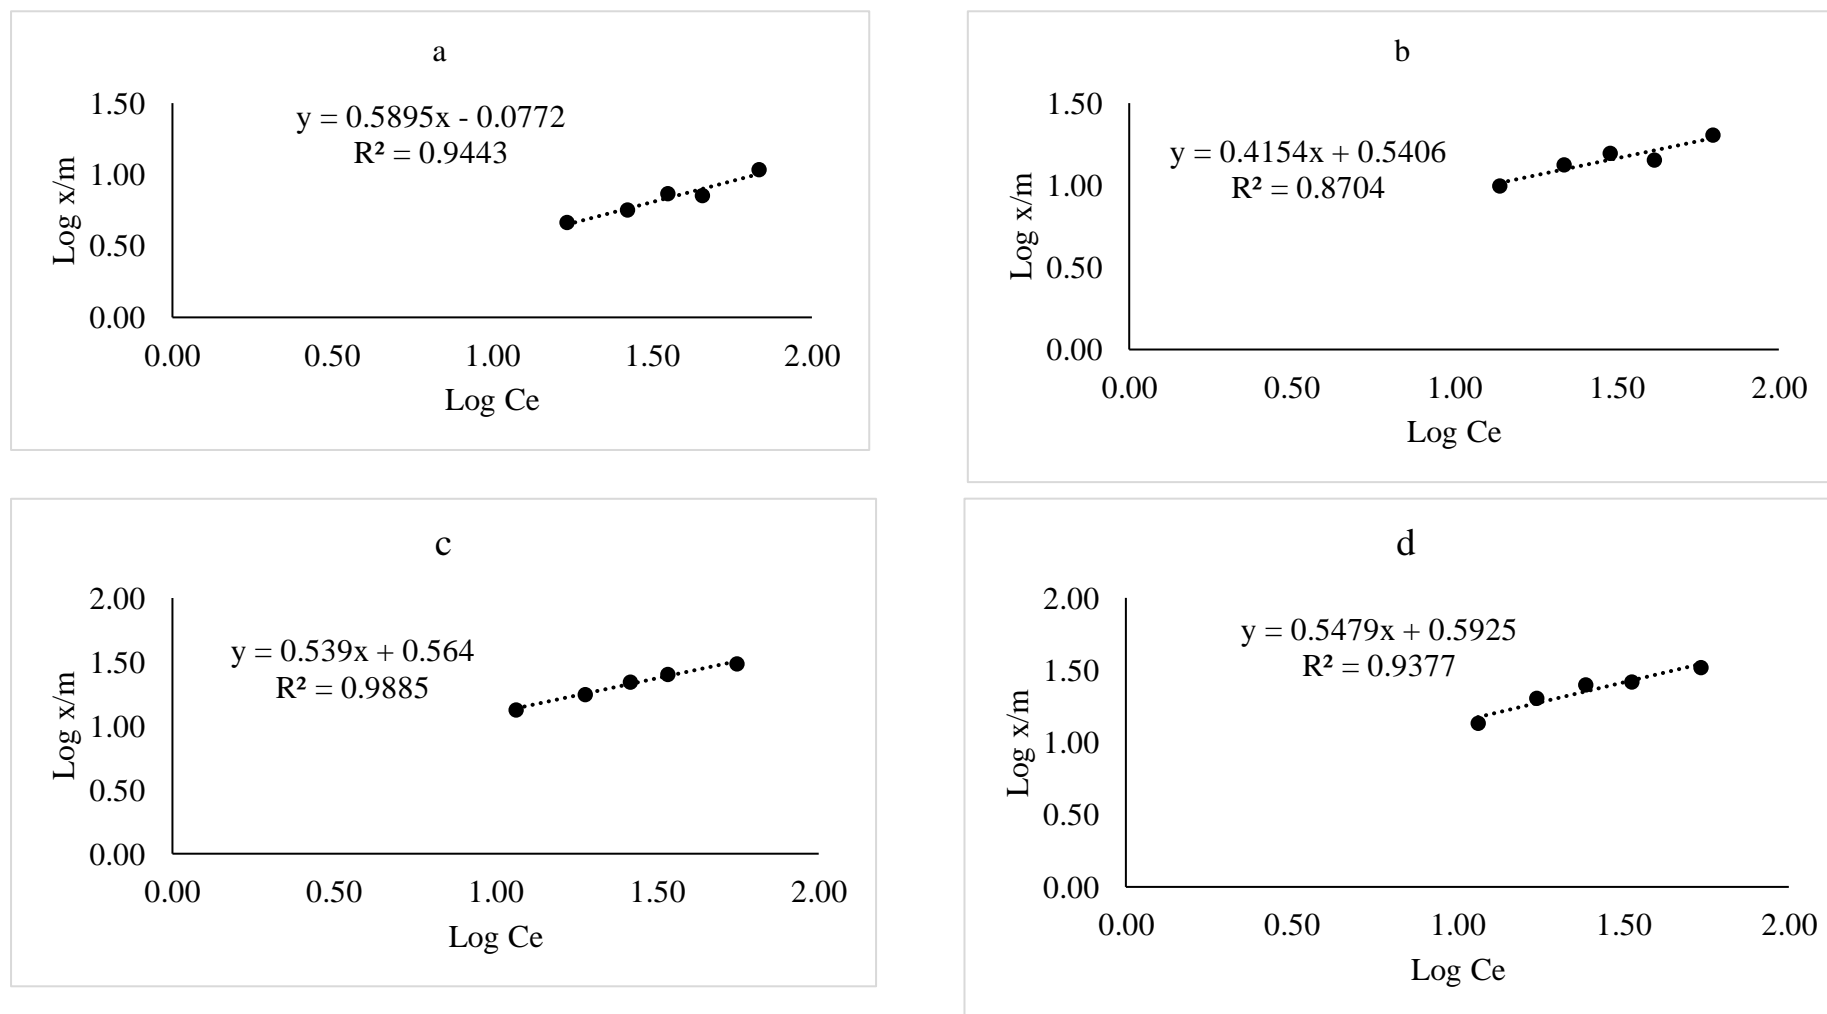 a
y = 0.5895x - 0.0772
R² = 0.9443
1.50
1.00
0.50
0.00
Log x/m
0.00 0.50 1.00 1.50 2.00
Log Ce
b
y = 0.4154x + 0.5406
R² = 0.8704
1.50
1.00
0.50
0.00
Log x/m
0.00 0.50 1.00 1.50 2.00
Log Ce
c
y = 0.539x + 0.564
R² = 0.9885
2.00
1.50
1.00
0.50
0.00
Log x/m
0.00 0.50 1.00 1.50 2.00
Log Ce
d
y = 0.5479x + 0.5925
R² = 0.9377
2.00
1.50
1.00
0.50
0.00
Log x/m
0.00 0.50 1.00 1.50 2.00
Log Ce